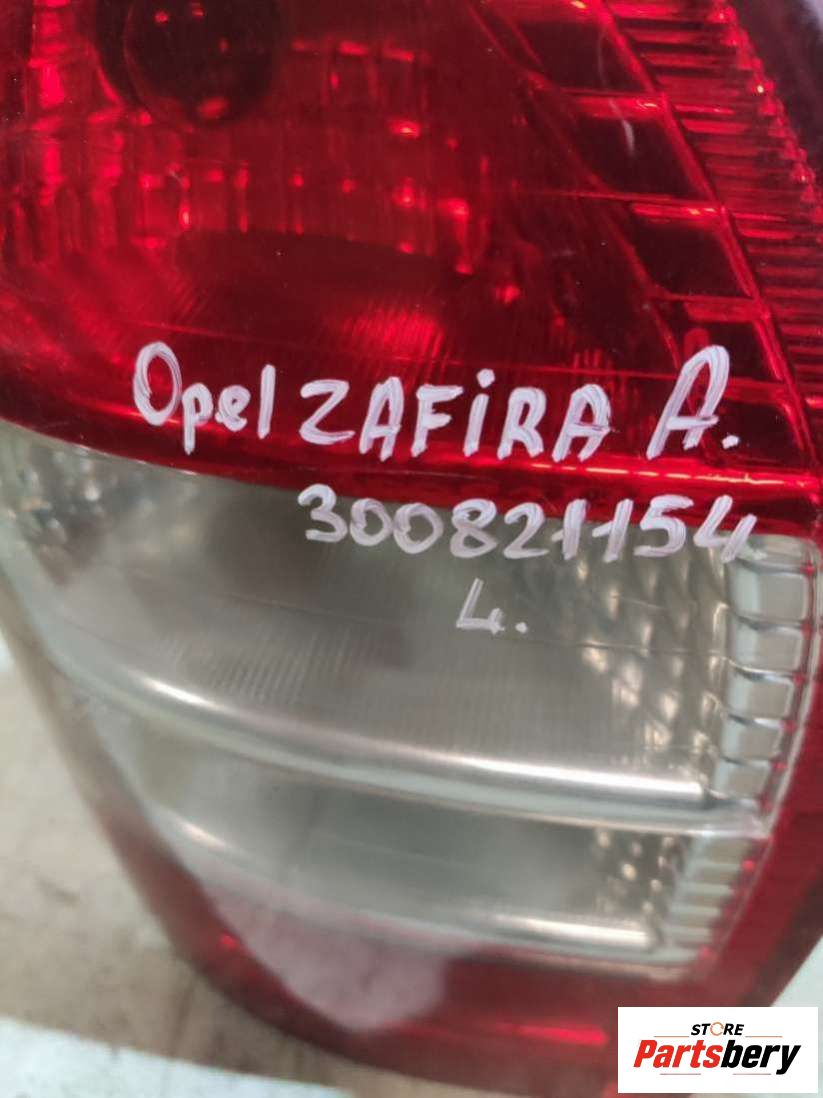 Opel ZAFiRA A.
300821154
L.
STORE
Partsbery